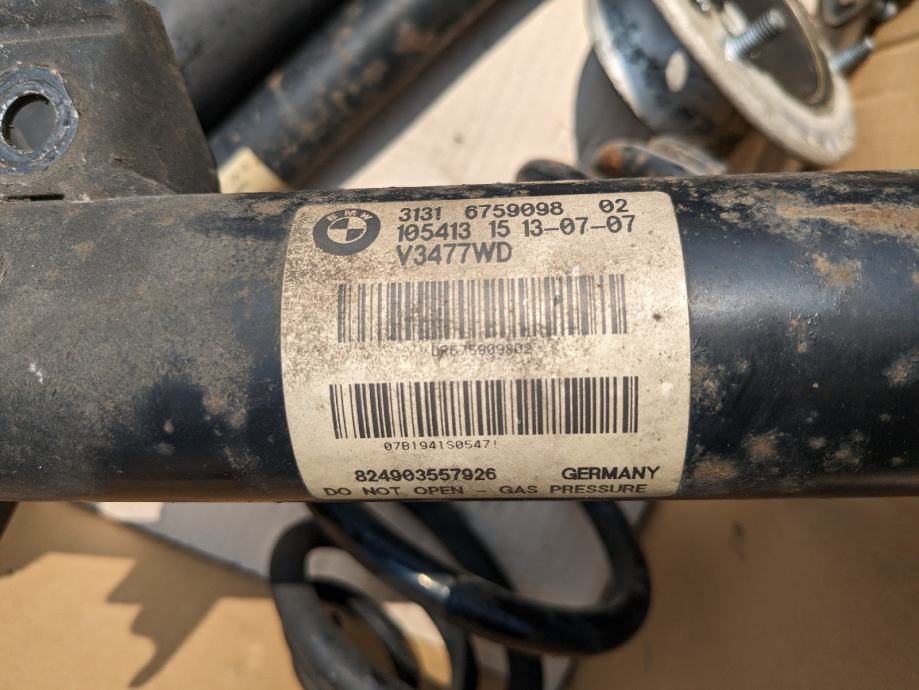 BMW
3131 6759098 02
105413 15 13-07-07
V3477WD
DR675909802
07B1941S0547!
824903557926 GERMANY
DO NOT OPEN - GAS PRESSURE